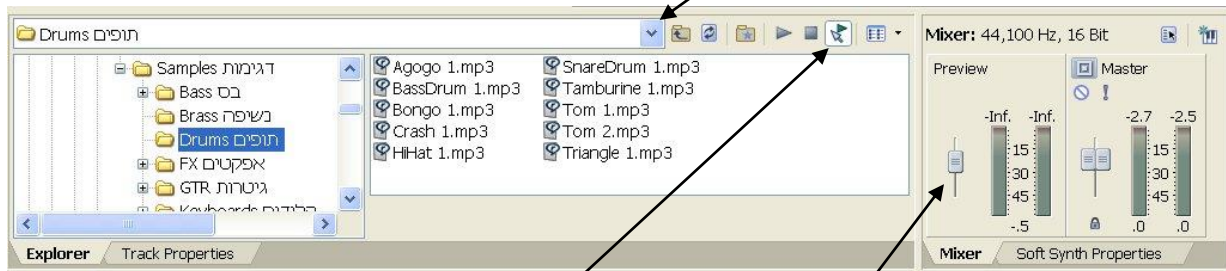 Drums תופים
Samples דגימות
Bass בס
Brass נשיפה
Drums תופים
FX אפקטים
GTR גיטרות
Keyboards קלידים
Agogo 1.mp3
BassDrum 1.mp3
Bongo 1.mp3
Crash 1.mp3
HiHat 1.mp3
SnareDrum 1.mp3
Tamburine 1.mp3
Tom 1.mp3
Tom 2.mp3
Triangle 1.mp3
Explorer Track Properties
Mixer: 44,100 Hz, 16 Bit
Preview
-Inf. -Inf.
15
30
45
-.5
Master
-2.7 -2.5
15
30
45
.0 .0
Mixer Soft Synth Properties